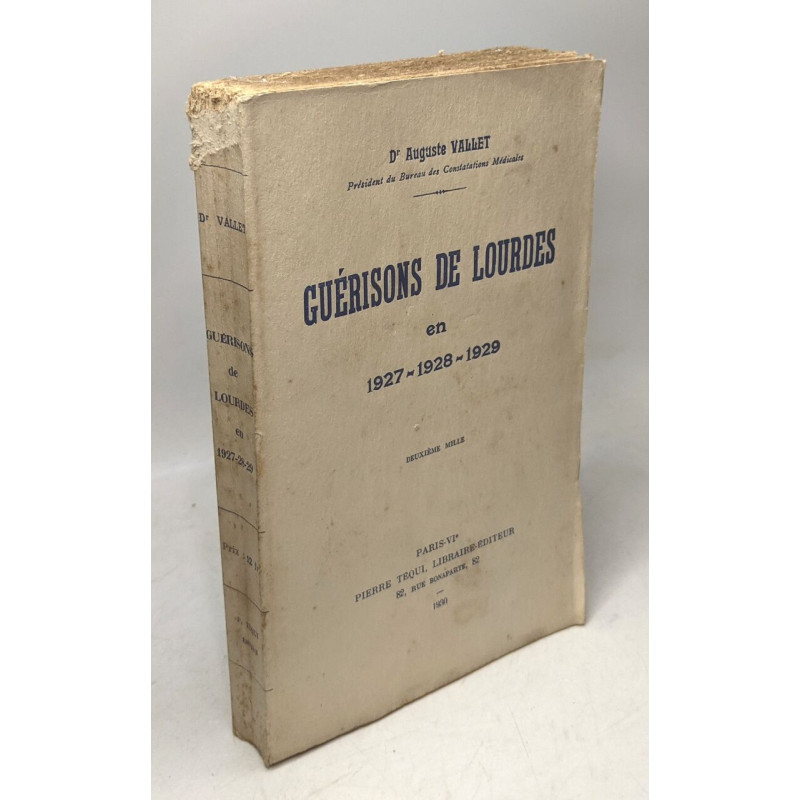 Dr Auguste VALLET
Président du Bureau des Constatations Médicales
GUÉRISONS DE LOURDES
en
1927-1928-1929
DEUXIÈME MILLE
PARIS-VIe
PIERRE TÉQUI, LIBRAIRE-ÉDITEUR
82, RUE BONAPARTE, 82
1930
Dr VALLET
GUÉRISONS
de
LOURDES
en
1927-28-29
Prix : 12